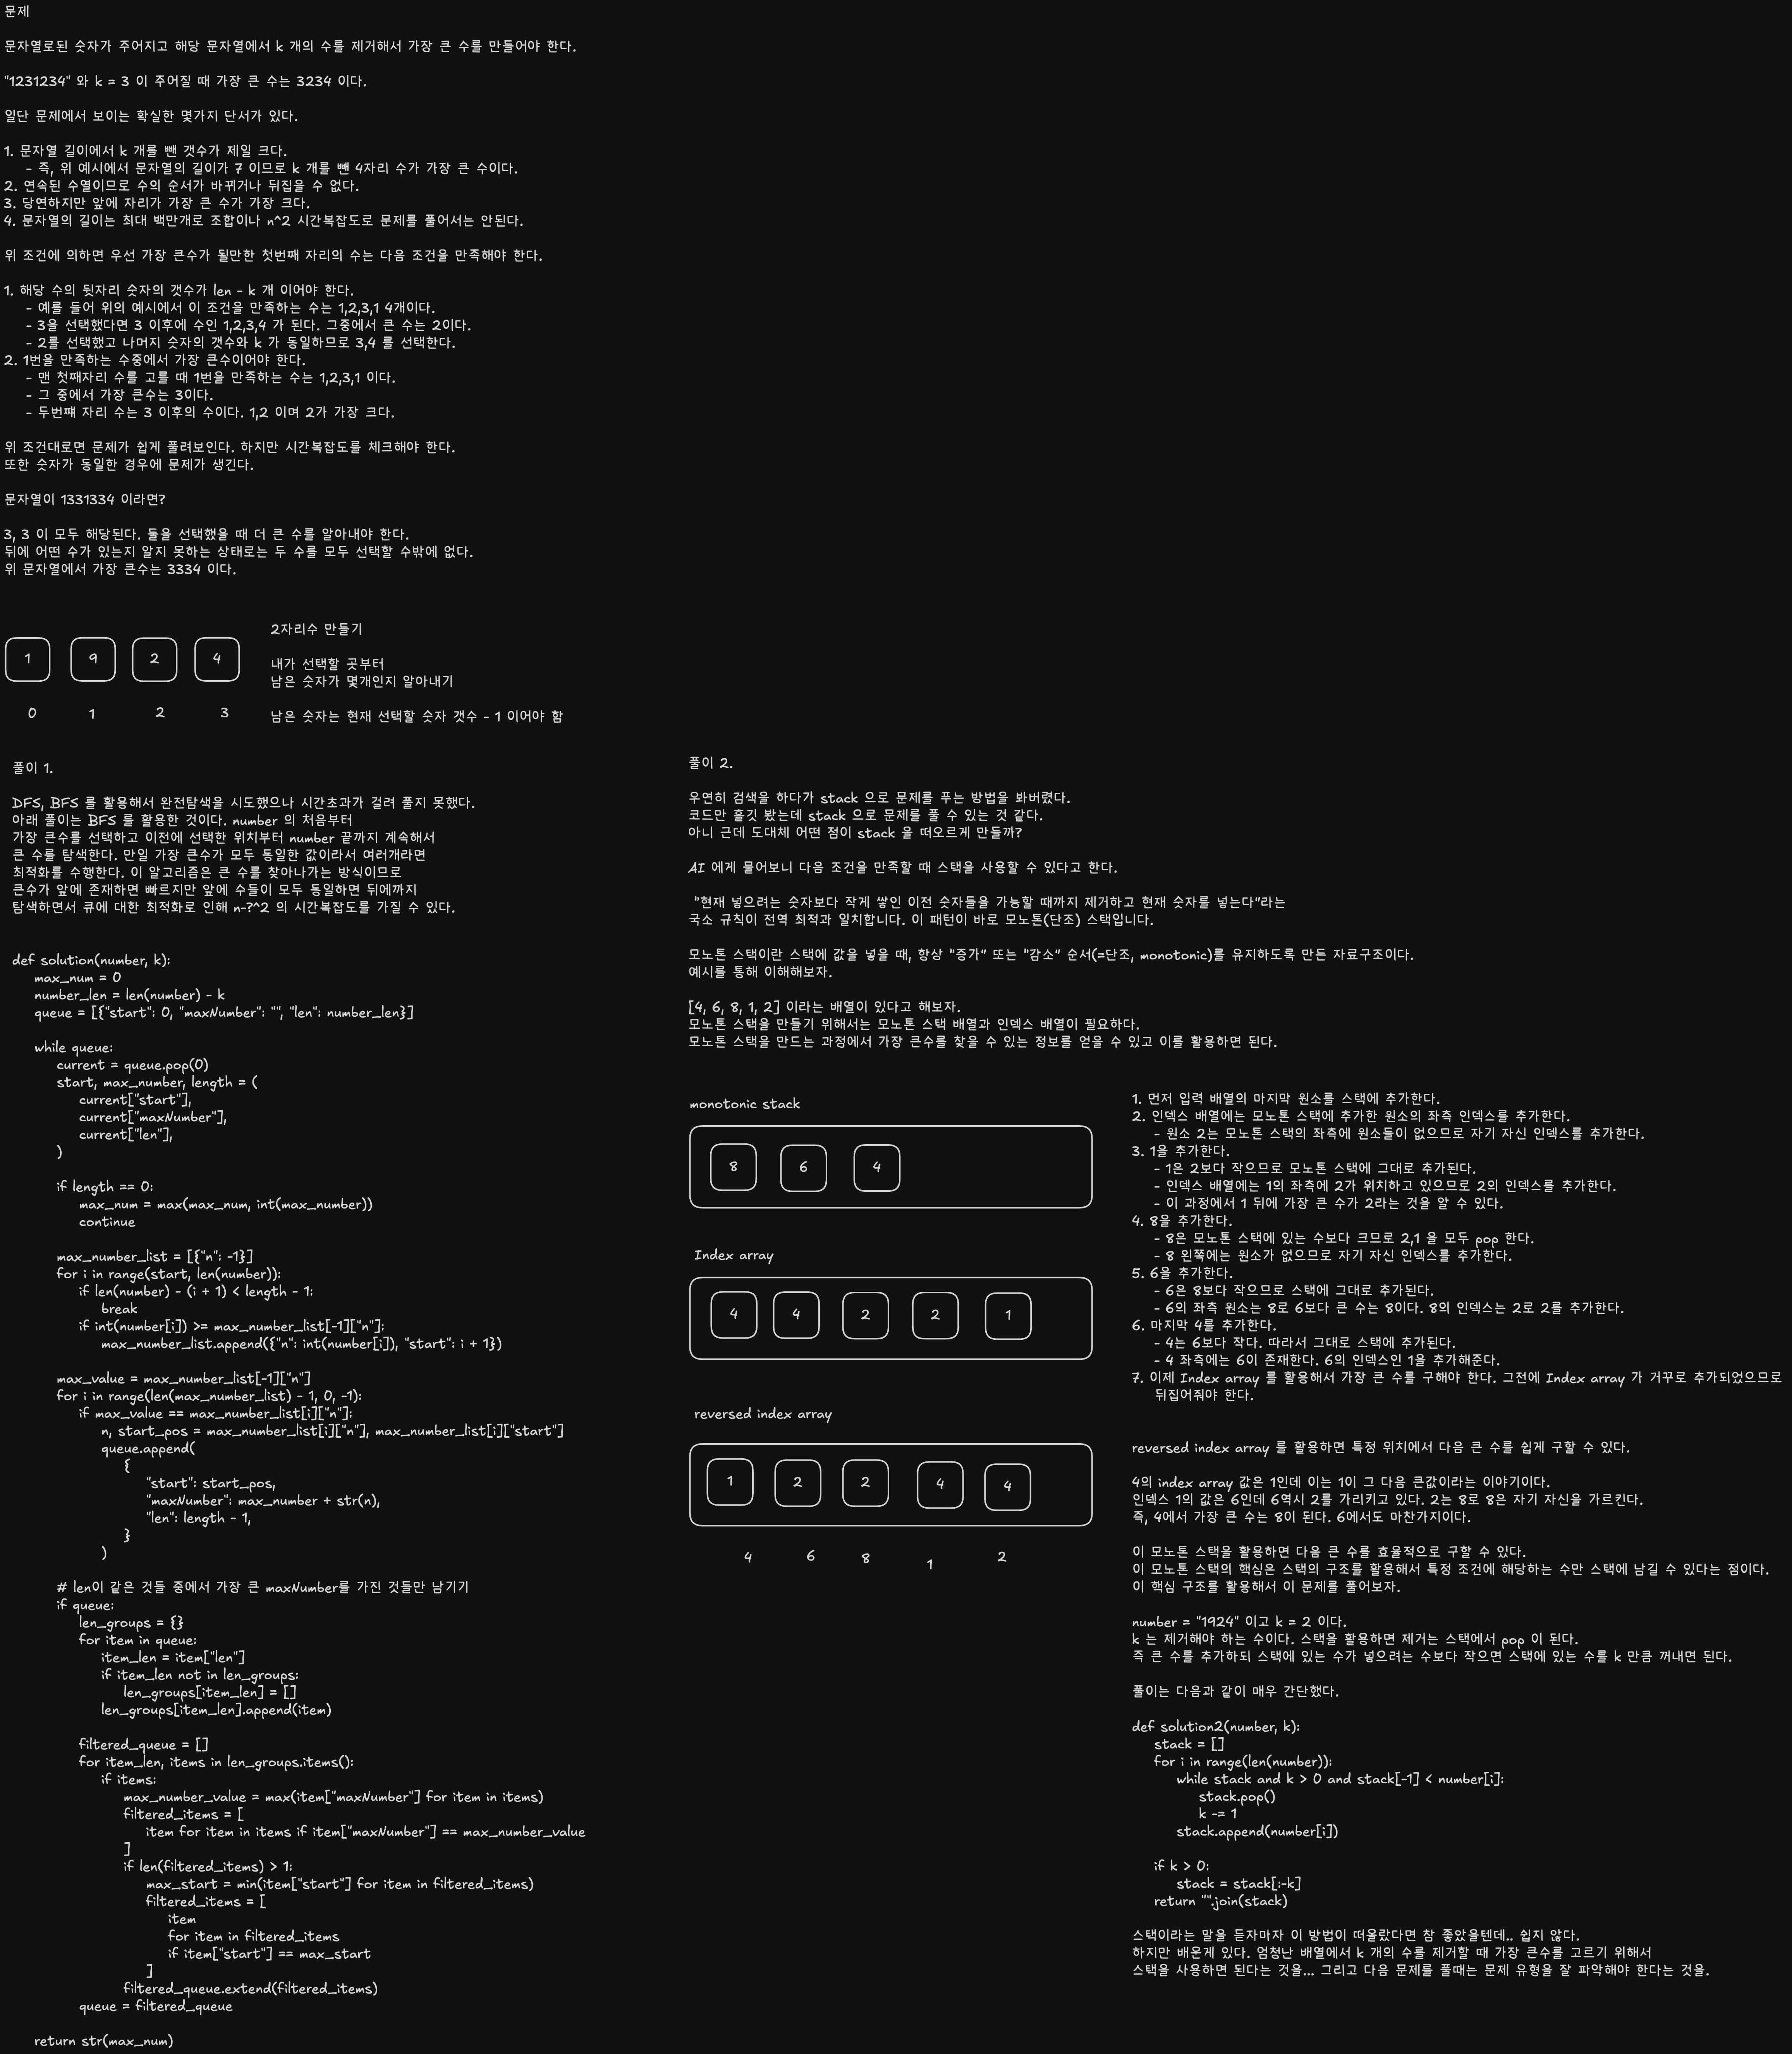 문제
문자열로된 숫자가 주어지고 해당 문자열에서 k 개의 수를 제거해서 가장 큰 수를 만들어야 한다.
"1231234" 와 k = 3 이 주어질 때 가장 큰 수는 3234 이다.
일단 문제에서 보이는 확실한 몇가지 단서가 있다.
1. 문자열 길이에서 k 개를 뺀 갯수가 제일 크다.
- 즉, 위 예시에서 문자열의 길이가 7 이므로 k 개를 뺀 4자리 수가 가장 큰 수이다.
2. 연속된 수열이므로 수의 순서가 바뀌거나 뒤집을 수 없다.
3. 당연하지만 앞에 자리가 가장 큰 수가 가장 크다.
4. 문자열의 길이는 최대 백만개로 조합이나 n^2 시간복잡도로 문제를 풀어서는 안된다.
위 조건에 의하면 우선 가장 큰수가 될만한 첫번째 자리의 수는 다음 조건을 만족해야 한다.
1. 해당 수의 뒷자리 숫자의 갯수가 len - k 개 이어야 한다.
- 예를 들어 위의 예시에서 이 조건을 만족하는 수는 1,2,3,1 4개이다.
- 3을 선택했다면 3 이후에 수인 1,2,3,4 가 된다. 그중에서 큰 수는 2이다.
- 2를 선택했고 나머지 숫자의 갯수와 k 가 동일하므로 3,4 를 선택한다.
2. 1번을 만족하는 수중에서 가장 큰수이어야 한다.
- 맨 첫째자리 수를 고를 때 1번을 만족하는 수는 1,2,3,1 이다.
- 그 중에서 가장 큰수는 3이다.
- 두번떄 자리 수는 3 이후의 수이다. 1,2 이며 2가 가장 크다.
위 조건대로면 문제가 쉽게 풀려보인다. 하지만 시간복잡도를 체크해야 한다.
또한 숫자가 동일한 경우에 문제가 생긴다.
문자열이 1331334 이라면?
3, 3 이 모두 해당된다. 둘을 선택했을 때 더 큰 수를 알아내야 한다.
뒤에 어떤 수가 있는지 알지 못하는 상태로는 두 수를 모두 선택할 수밖에 없다.
위 문자열에서 가장 큰수는 3334 이다.
1 9 2 4
0 1 2 3
2자리수 만들기
내가 선택할 곳부터
남은 숫자가 몇개인지 알아내기
남은 숫자는 현재 선택할 숫자 갯수 - 1 이어야 함
풀이 1.
DFS, BFS 를 활용해서 완전탐색을 시도했으나 시간초과가 걸려 풀지 못했다.
아래 풀이는 BFS 를 활용한 것이다. number 의 처음부터
가장 큰수를 선택하고 이전에 선택한 위치부터 number 끝까지 계속해서
큰 수를 탐색한다. 만일 가장 큰수가 모두 동일한 값이라서 여러개라면
최적화를 수행한다. 이 알고리즘은 큰 수를 찾아나가는 방식이므로
큰수가 앞에 존재하면 빠르지만 앞에 수들이 모두 동일하면 뒤에까지
탐색하면서 큐에 대한 최적화로 인해 n-?^2 의 시간복잡도를 가질 수 있다.
def solution(number, k):
max_num = 0
number_len = len(number) - k
queue = [{"start": 0, "maxNumber": "", "len": number_len}]
while queue:
current = queue.pop(0)
start, max_number, length = (
current["start"],
current["maxNumber"],
current["len"],
)
if length == 0:
max_num = max(max_num, int(max_number))
continue
max_number_list = [{"n": -1}]
for i in range(start, len(number)):
if len(number) - (i + 1) < length - 1:
break
if int(number[i]) >= max_number_list[-1]["n"]:
max_number_list.append({"n": int(number[i]), "start": i + 1})
max_value = max_number_list[-1]["n"]
for i in range(len(max_number_list) - 1, 0, -1):
if max_value == max_number_list[i]["n"]:
n, start_pos = max_number_list[i]["n"], max_number_list[i]["start"]
queue.append(
{
"start": start_pos,
"maxNumber": max_number + str(n),
"len": length - 1,
}
)
# len이 같은 것들 중에서 가장 큰 maxNumber를 가진 것들만 남기기
if queue:
len_groups = {}
for item in queue:
item_len = item["len"]
if item_len not in len_groups:
len_groups[item_len] = []
len_groups[item_len].append(item)
filtered_queue = []
for item_len, items in len_groups.items():
if items:
max_number_value = max(item["maxNumber"] for item in items)
filtered_items = [
item for item in items if item["maxNumber"] == max_number_value
]
if len(filtered_items) > 1:
max_start = min(item["start"] for item in filtered_items)
filtered_items = [
item
for item in filtered_items
if item["start"] == max_start
]
filtered_queue.extend(filtered_items)
queue = filtered_queue
return str(max_num)
풀이 2.
우연히 검색을 하다가 stack 으로 문제를 푸는 방법을 봐버렸다.
코드만 흘깃 봤는데 stack 으로 문제를 풀 수 있는 것 같다.
아니 근데 도대체 어떤 점이 stack 을 떠오르게 만들까?
AI 에게 물어보니 다음 조건을 만족할 때 스택을 사용할 수 있다고 한다.
"현재 넣으려는 숫자보다 작게 쌓인 이전 숫자들을 가능할 때까지 제거하고 현재 숫자를 넣는다"라는
국소 규칙이 전역 최적과 일치합니다. 이 패턴이 바로 모노톤(단조) 스택입니다.
모노톤 스택이란 스택에 값을 넣을 때, 항상 "증가" 또는 "감소" 순서(=단조, monotonic)를 유지하도록 만든 자료구조이다.
예시를 통해 이해해보자.
[4, 6, 8, 1, 2] 이라는 배열이 있다고 해보자.
모노톤 스택을 만들기 위해서는 모노톤 스택 배열과 인덱스 배열이 필요하다.
모노톤 스택을 만드는 과정에서 가장 큰수를 찾을 수 있는 정보를 얻을 수 있고 이를 활용하면 된다.
monotonic stack
8 6 4
Index array
4 4 2 2 1
reversed index array
1 2 2 4 4
4 6 8 1 2
1. 먼저 입력 배열의 마지막 원소를 스택에 추가한다.
2. 인덱스 배열에는 모노톤 스택에 추가한 원소의 좌측 인덱스를 추가한다.
- 원소 2는 모노톤 스택의 좌측에 원소들이 없으므로 자기 자신 인덱스를 추가한다.
3. 1을 추가한다.
- 1은 2보다 작으므로 모노톤 스택에 그대로 추가된다.
- 인덱스 배열에는 1의 좌측에 2가 위치하고 있으므로 2의 인덱스를 추가한다.
- 이 과정에서 1 뒤에 가장 큰 수가 2라는 것을 알 수 있다.
4. 8을 추가한다.
- 8은 모노톤 스택에 있는 수보다 크므로 2,1 을 모두 pop 한다.
- 8 왼쪽에는 원소가 없으므로 자기 자신 인덱스를 추가한다.
5. 6을 추가한다.
- 6은 8보다 작으므로 스택에 그대로 추가된다.
- 6의 좌측 원소는 8로 6보다 큰 수는 8이다. 8의 인덱스는 2로 2를 추가한다.
6. 마지막 4를 추가한다.
- 4는 6보다 작다. 따라서 그대로 스택에 추가된다.
- 4 좌측에는 6이 존재한다. 6의 인덱스인 1을 추가해준다.
7. 이제 Index array 를 활용해서 가장 큰 수를 구해야 한다. 그전에 Index array 가 거꾸로 추가되었으므로
뒤집어줘야 한다.
reversed index array 를 활용하면 특정 위치에서 다음 큰 수를 쉽게 구할 수 있다.
4의 index array 값은 1인데 이는 1이 그 다음 큰값이라는 이야기이다.
인덱스 1의 값은 6인데 6역시 2를 가리키고 있다. 2는 8로 8은 자기 자신을 가르킨다.
즉, 4에서 가장 큰 수는 8이 된다. 6에서도 마찬가지이다.
이 모노톤 스택을 활용하면 다음 큰 수를 효율적으로 구할 수 있다.
이 모노톤 스택의 핵심은 스택의 구조를 활용해서 특정 조건에 해당하는 수만 스택에 남길 수 있다는 점이다.
이 핵심 구조를 활용해서 이 문제를 풀어보자.
number = "1924" 이고 k = 2 이다.
k 는 제거해야 하는 수이다. 스택을 활용하면 제거는 스택에서 pop 이 된다.
즉 큰 수를 추가하되 스택에 있는 수가 넣으려는 수보다 작으면 스택에 있는 수를 k 만큼 꺼내면 된다.
풀이는 다음과 같이 매우 간단했다.
def solution2(number, k):
stack = []
for i in range(len(number)):
while stack and k > 0 and stack[-1] < number[i]:
stack.pop()
k -= 1
stack.append(number[i])
if k > 0:
stack = stack[:-k]
return "".join(stack)
스택이라는 말을 듣자마자 이 방법이 떠올랐다면 참 좋았을텐데.. 쉽지 않다.
하지만 배운게 있다. 엄청난 배열에서 k 개의 수를 제거할 때 가장 큰수를 고르기 위해서
스택을 사용하면 된다는 것을... 그리고 다음 문제를 풀때는 문제 유형을 잘 파악해야 한다는 것을.